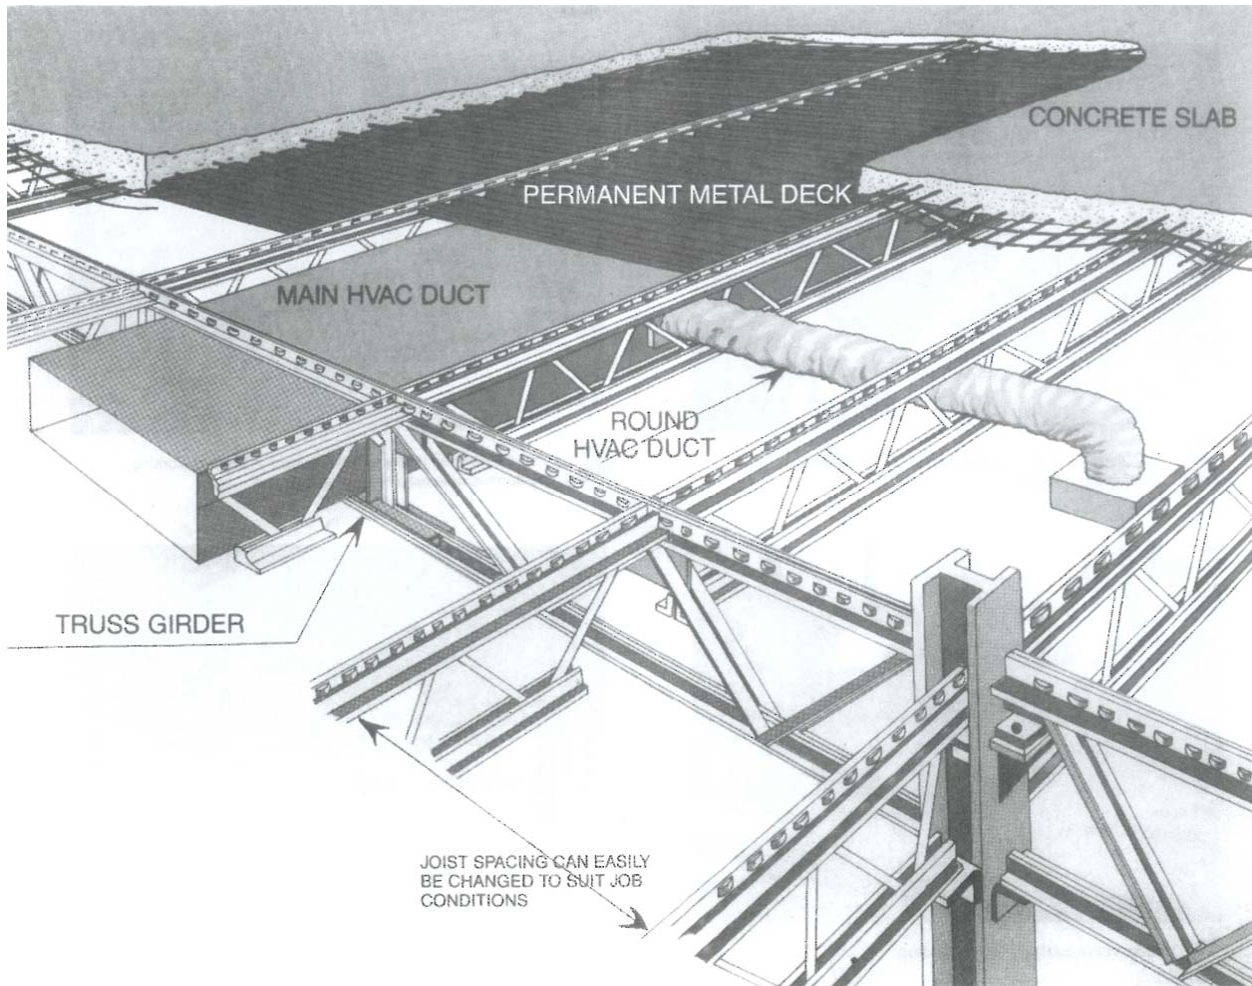 CONCRETE SLAB
PERMANENT METAL DECK
MAIN HVAC DUCT
ROUND
HVAC DUCT
TRUSS GIRDER
JOIST SPACING CAN EASILY
BE CHANGED TO SUIT JOB
CONDITIONS